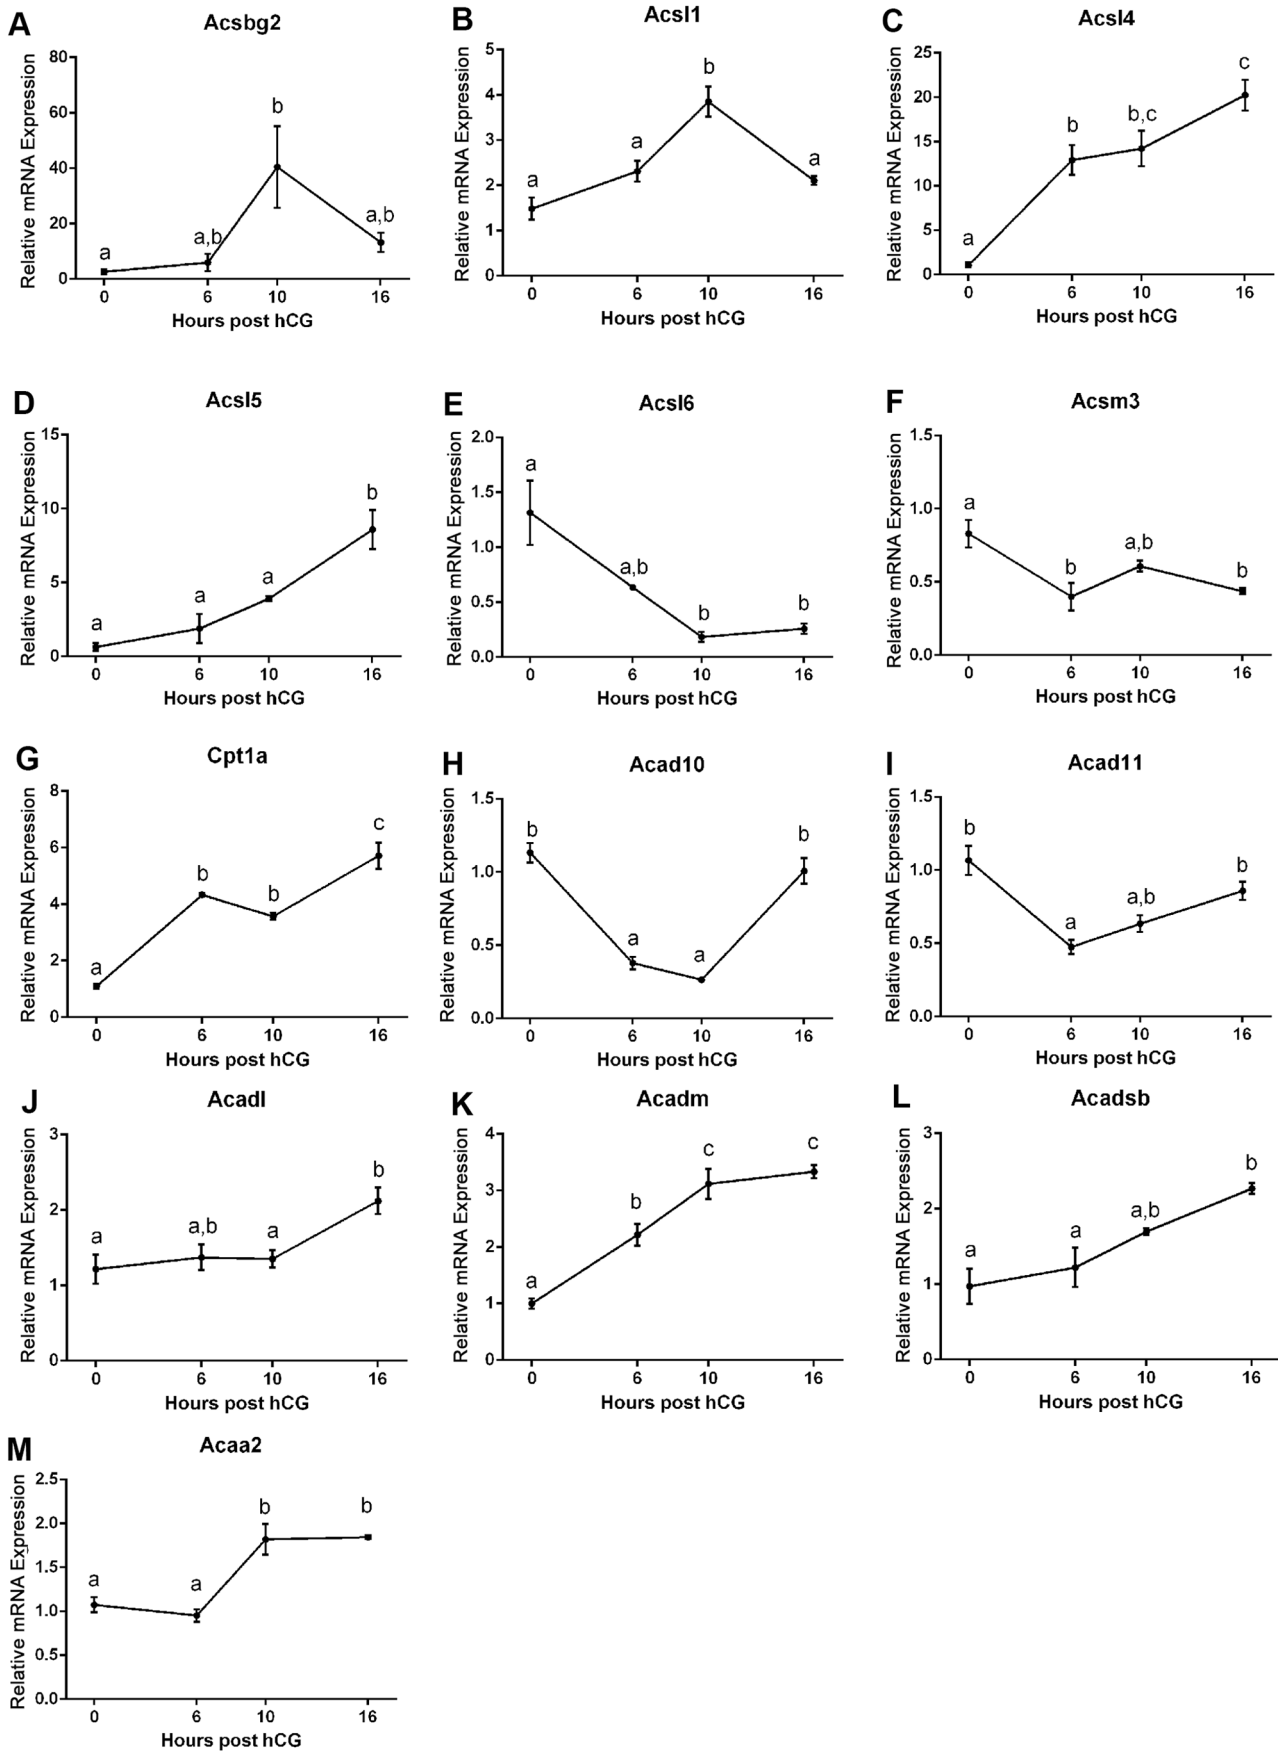 A
Acsbg2
Relative mRNA Expression
80
60
40
20
0
a
a,b
b
a,b
0 6 10 16
Hours post hCG
B
Acsl1
Relative mRNA Expression
5
4
3
2
1
0
a
a
b
a
0 6 10 16
Hours post hCG
C
Acsl4
Relative mRNA Expression
25
20
15
10
5
0
a
b
b,c
c
0 6 10 16
Hours post hCG
D
Acsl5
Relative mRNA Expression
15
10
5
0
a
a
a
b
0 6 10 16
Hours post hCG
E
Acsl6
Relative mRNA Expression
2.0
1.5
1.0
0.5
0.0
a
a,b
b
b
0 6 10 16
Hours post hCG
F
Acsm3
Relative mRNA Expression
1.5
1.0
0.5
0.0
a
b
a,b
b
0 6 10 16
Hours post hCG
G
Cpt1a
Relative mRNA Expression
8
6
4
2
0
a
b
b
c
0 6 10 16
Hours post hCG
H
Acad10
Relative mRNA Expression
1.5
1.0
0.5
0.0
b
a
a
b
0 6 10 16
Hours post hCG
I
Acad11
Relative mRNA Expression
1.5
1.0
0.5
0.0
b
a
a,b
b
0 6 10 16
Hours post hCG
J
Acadl
Relative mRNA Expression
3
2
1
0
a
a,b
a
b
0 6 10 16
Hours post hCG
K
Acadm
Relative mRNA Expression
4
3
2
1
0
a
b
c
c
0 6 10 16
Hours post hCG
L
Acadsb
Relative mRNA Expression
3
2
1
0
a
a
a,b
b
0 6 10 16
Hours post hCG
M
Acaa2
Relative mRNA Expression
2.5
2.0
1.5
1.0
0.5
0.0
a
a
b
b
0 6 10 16
Hours post hCG